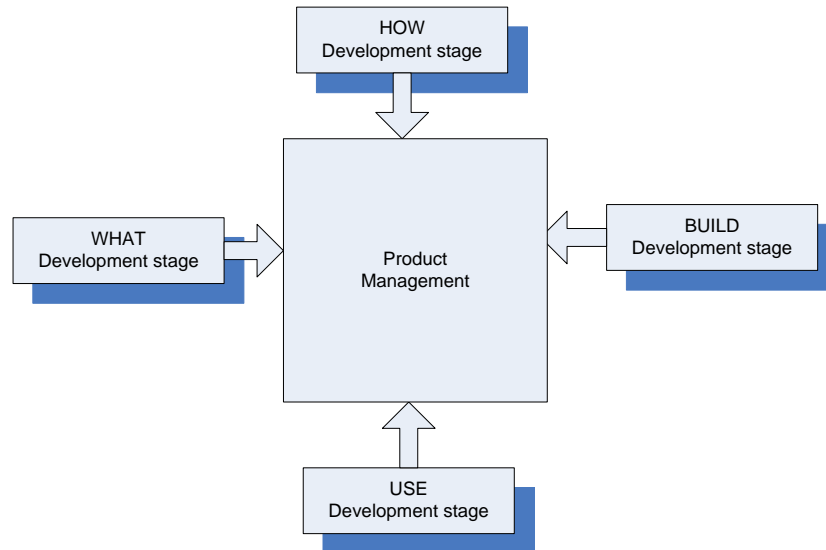 HOW
Development stage
WHAT
Development stage
Product
Management
BUILD
Development stage
USE
Development stage